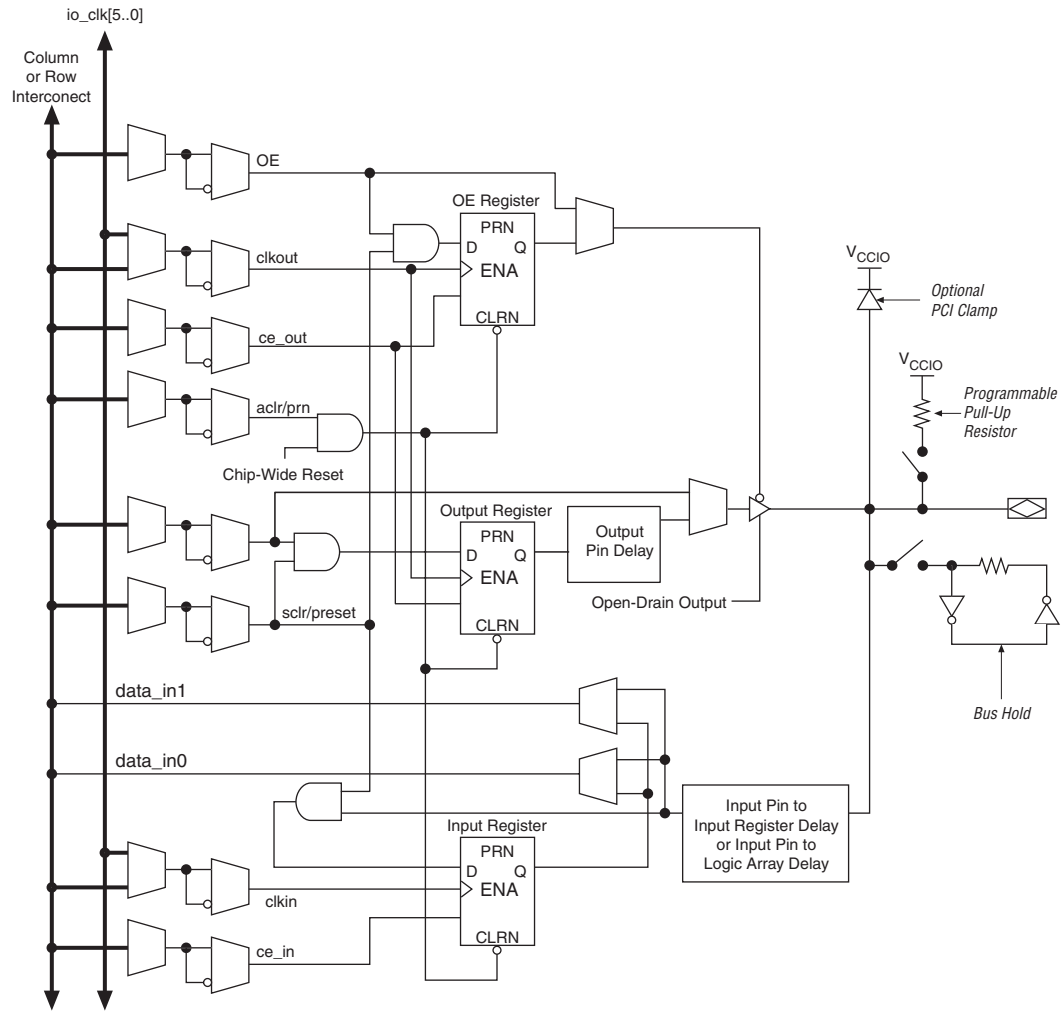 io_clk[5..0]
Column
or Row
Interconect
OE
OE Register
PRN
D Q
clkout
ENA
VCCIO
Optional
PCI Clamp
CLRN
ce_out
VCCIO
Programmable
Pull-Up
Resistor
aclr/prn
Chip-Wide Reset
Output Register
PRN
D Q
Output
Pin Delay
ENA
Open-Drain Output
sclr/preset
CLRN
data_in1
Bus Hold
data_in0
Input Pin to
Input Register Delay
or Input Pin to
Logic Array Delay
Input Register
PRN
D Q
ENA
clkin
CLRN
ce_in